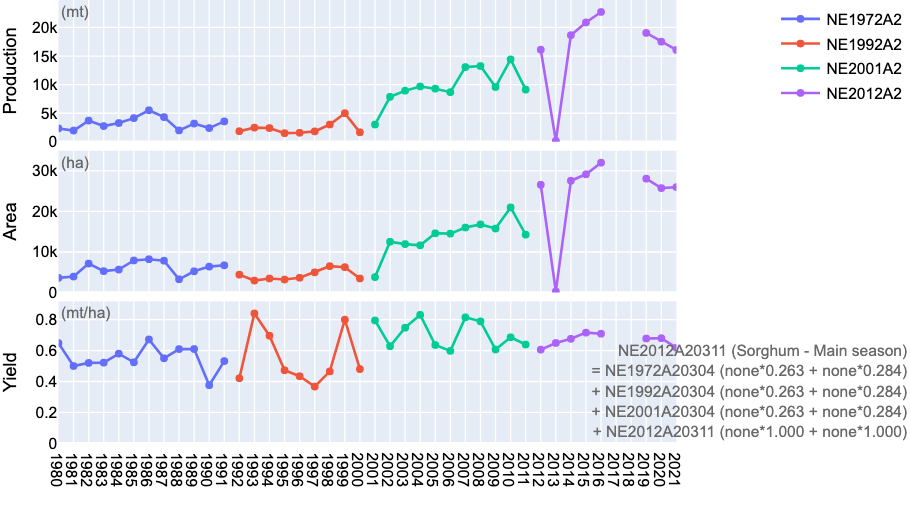 (mt)
Production
20k
15k
10k
5k
0
NE1972A2
NE1992A2
NE2001A2
NE2012A2
(ha)
Area
30k
20k
10k
0
(mt/ha)
Yield
0.8
0.6
0.4
0.2
0
NE2012A20311 (Sorghum - Main season)
= NE1972A20304 (none*0.263 + none*0.284)
+ NE1992A20304 (none*0.263 + none*0.284)
+ NE2001A20304 (none*0.263 + none*0.284)
+ NE2012A20311 (none*1.000 + none*1.000)
1980
1981
1982
1983
1984
1985
1986
1987
1988
1989
1990
1991
1992
1993
1994
1995
1996
1997
1998
1999
2000
2001
2002
2003
2004
2005
2006
2007
2008
2009
2010
2011
2012
2013
2014
2015
2016
2017
2018
2019
2020
2021